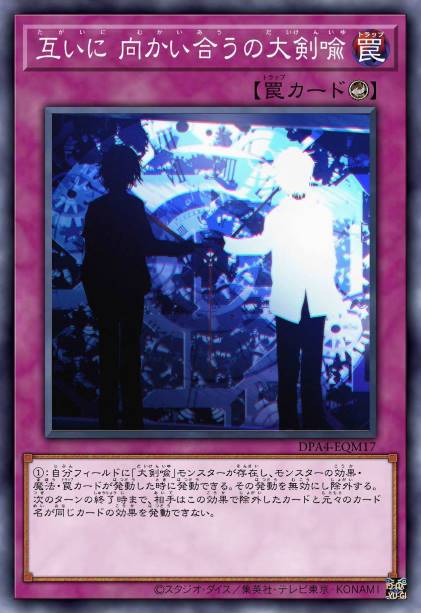 互いに 向かい合うの大剣喩 罠
【罠カード】
DPA4-EQM17
①:自分フィールドに「大剣喩」モンスターが存在し、モンスターの効果・
魔法・罠カードが発動した時に発動できる。その発動を無効にし除外する。
次のターンの終了時まで、相手はこの効果で除外したカードと元々のカード
名が同じカードの効果を発動できない。
©スタジオ・ダイス/集英社・テレビ東京・KONAMI